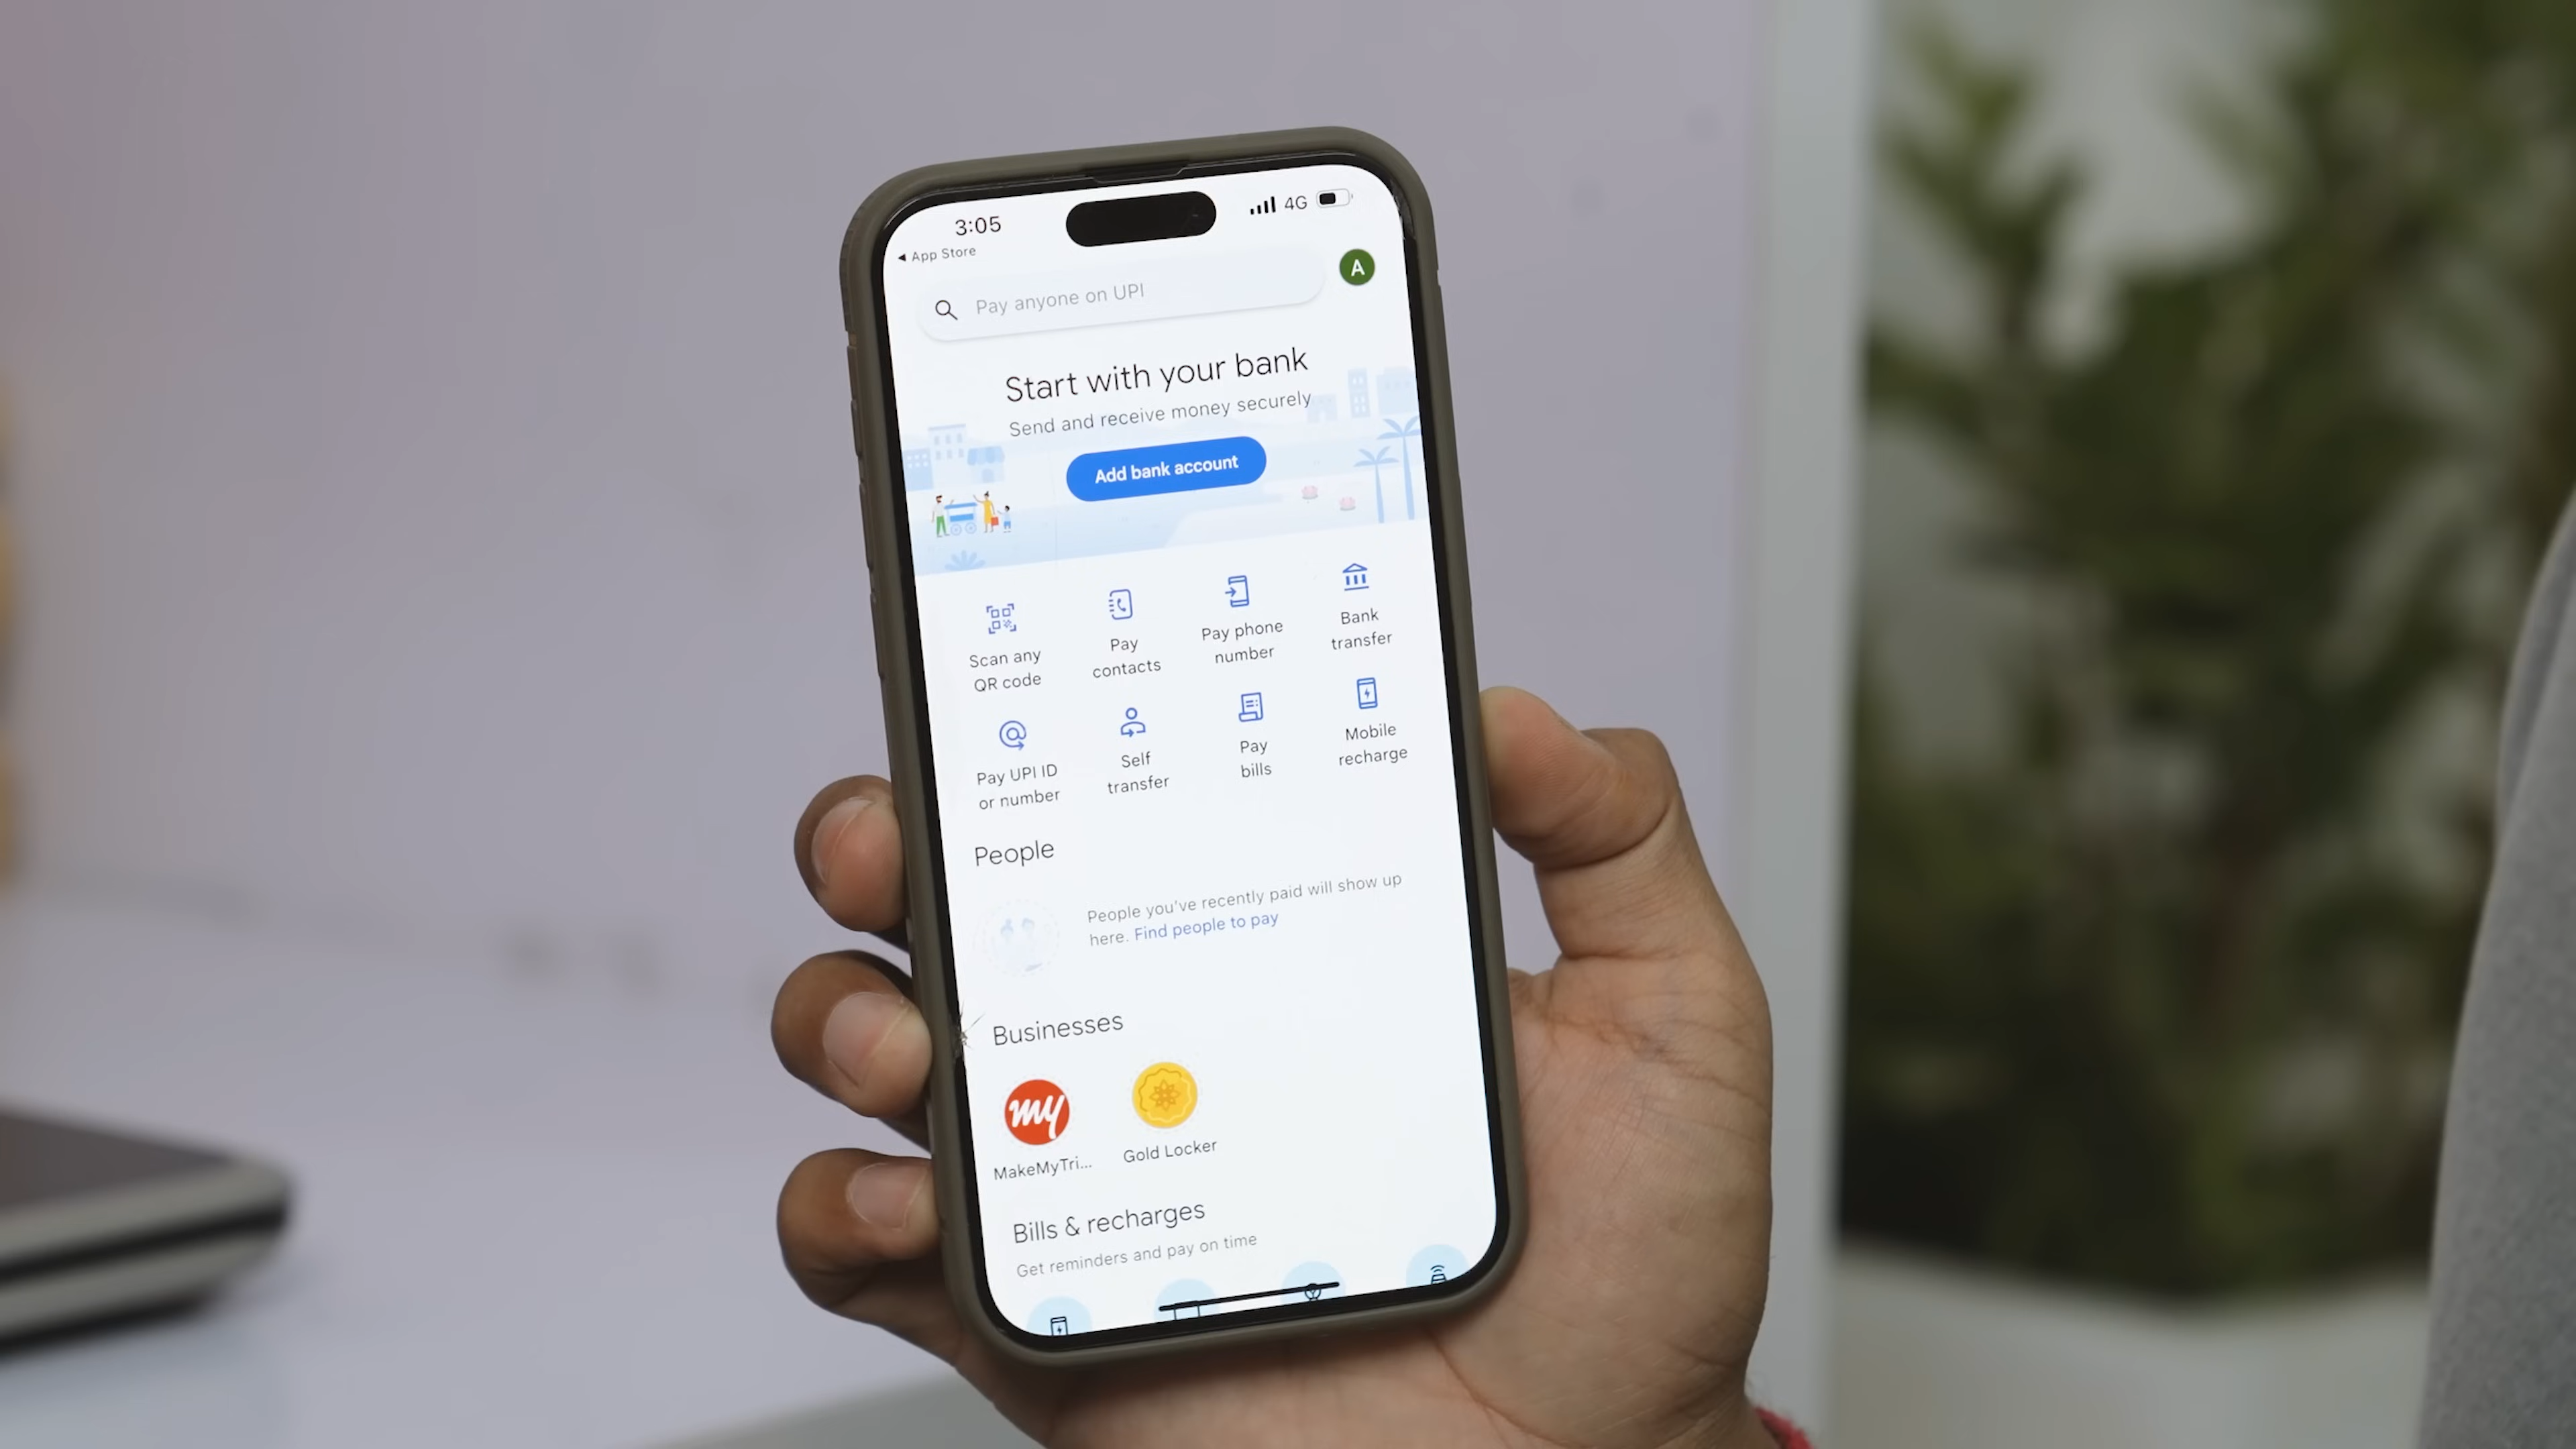 3:05
4G
App Store
Pay anyone on UPI
A
Start with your bank
Send and receive money securely
Add bank account
Scan any
QR code
Pay
contacts
Pay phone
number
Bank
transfer
Pay UPI ID
or number
Self
transfer
Pay
bills
Mobile
recharge
People
People you've recently paid will show up
here. Find people to pay
Businesses
my
MakeMyTri...
Gold Locker
Bills & recharges
Get reminders and pay on time